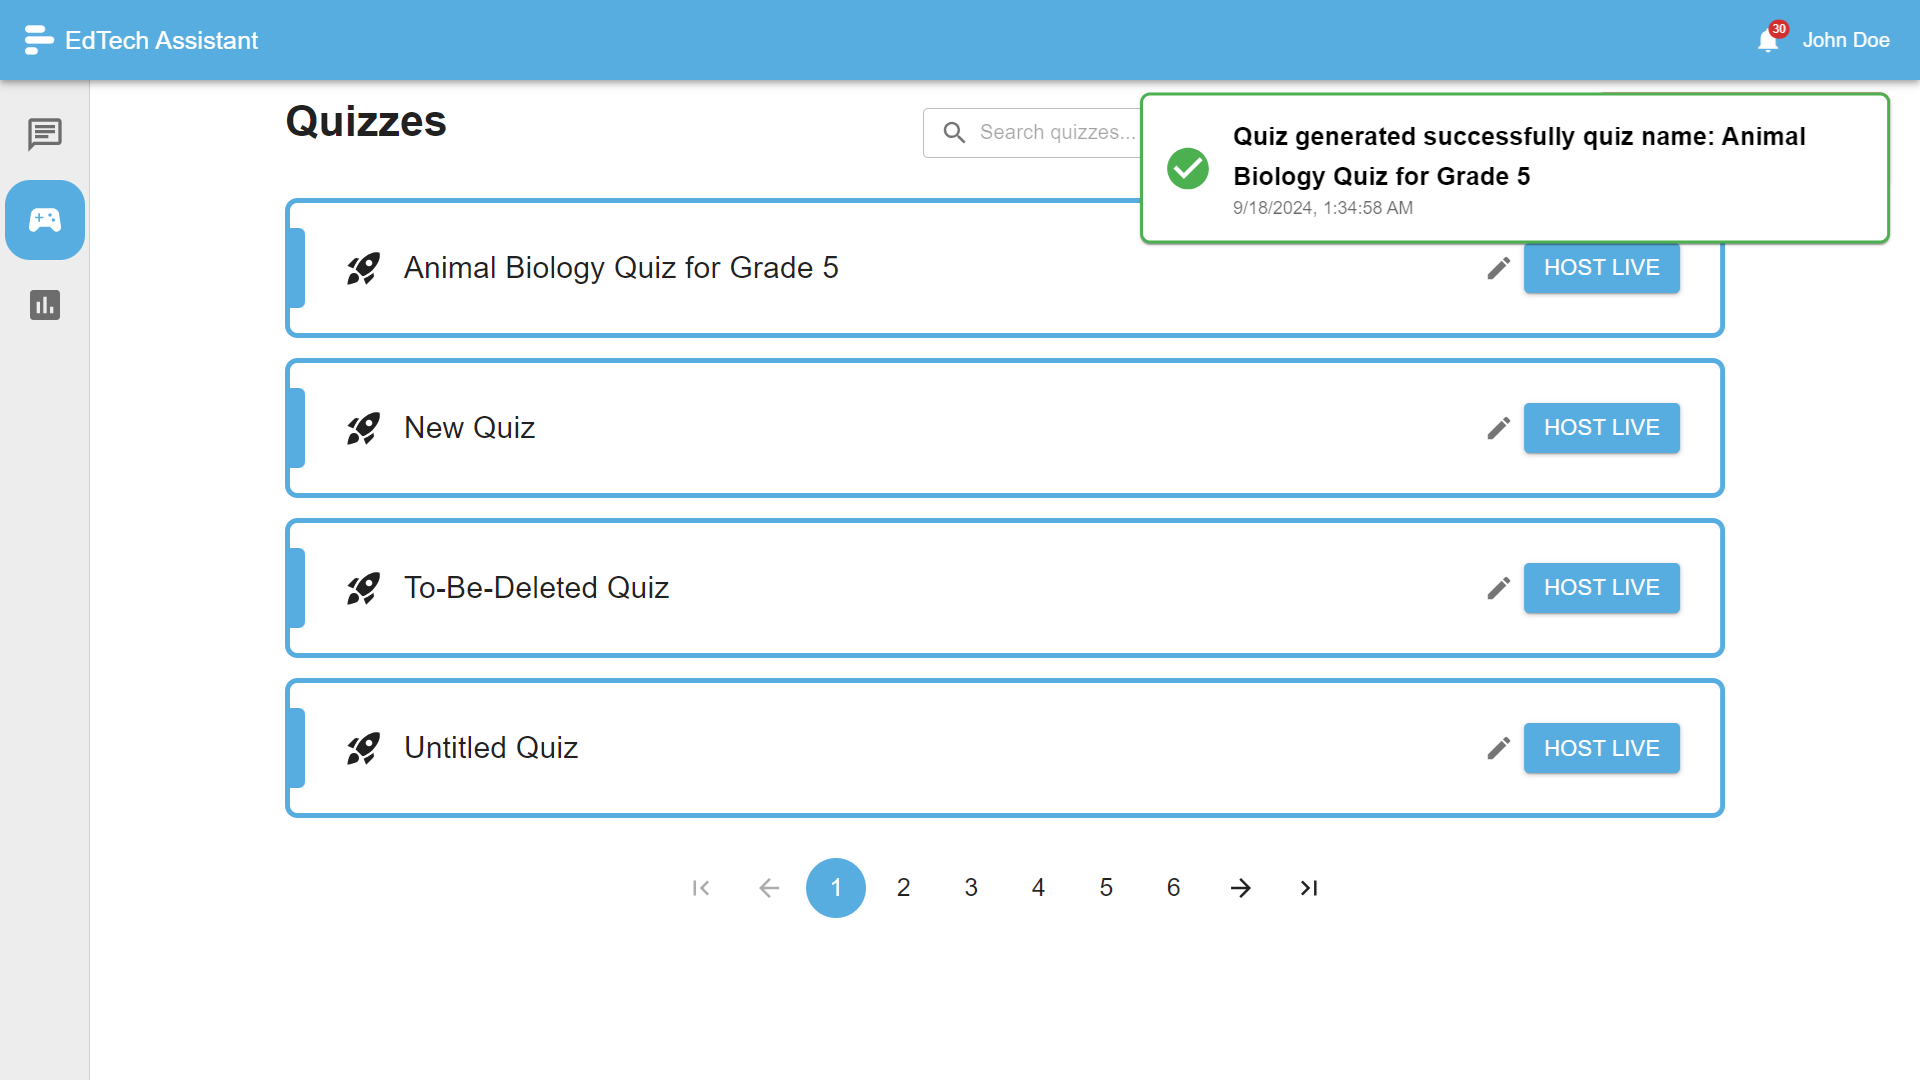 EdTech Assistant
30
John Doe
Quizzes
Search quizzes...
Quiz generated successfully quiz name: Animal
Biology Quiz for Grade 5
9/18/2024, 1:34:58 AM
Animal Biology Quiz for Grade 5
HOST LIVE
New Quiz
HOST LIVE
To-Be-Deleted Quiz
HOST LIVE
Untitled Quiz
HOST LIVE
1 2 3 4 5 6